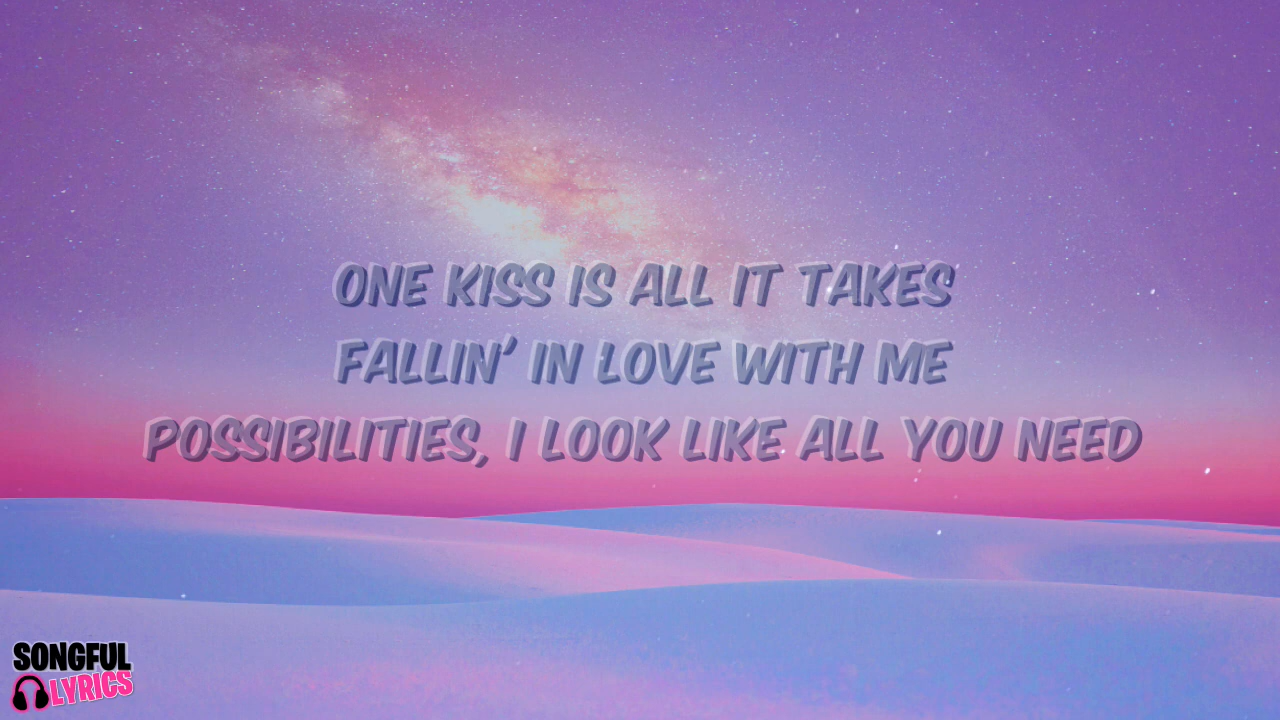 ONE KISS IS ALL IT TAKES
FALLIN' IN LOVE WITH ME
POSSIBILITIES, I LOOK LIKE ALL YOU NEED
SONGFUL
LYRICS